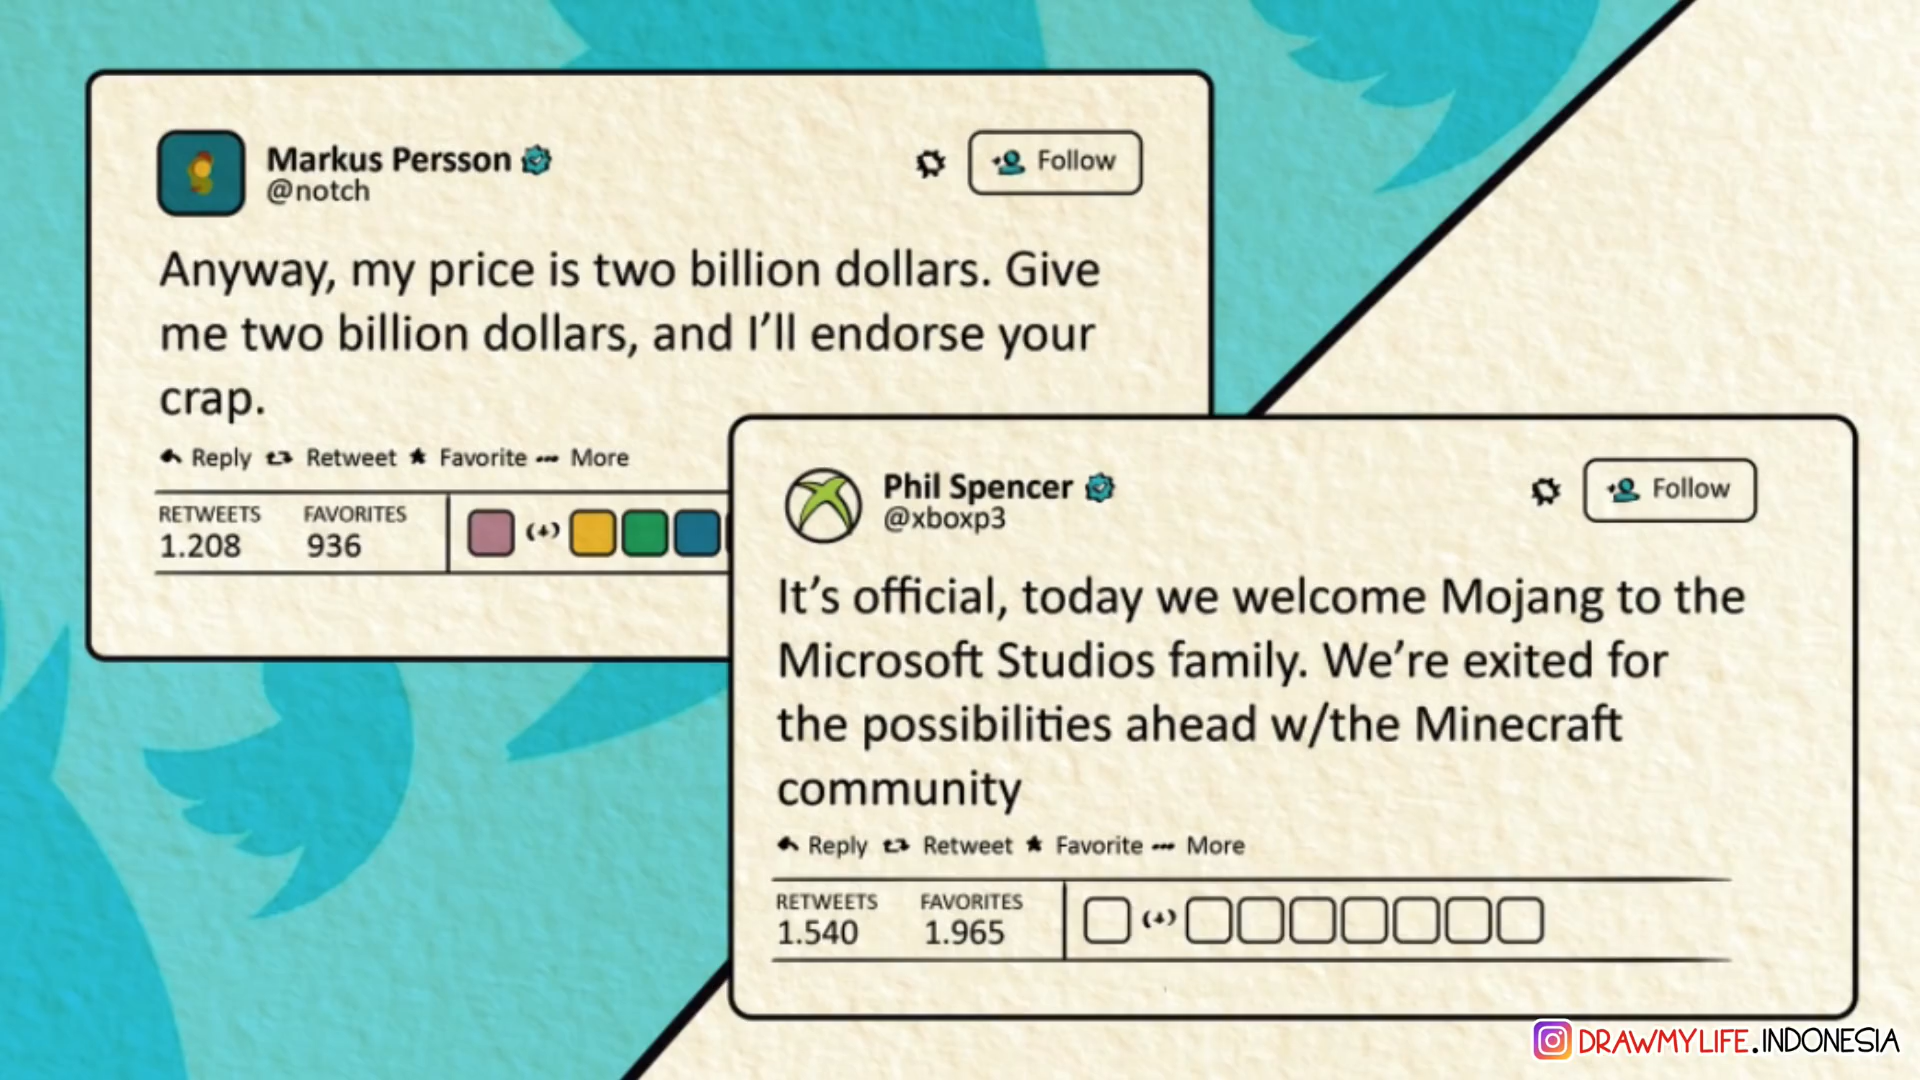 Markus Persson
@notch
Follow
Anyway, my price is two billion dollars. Give
me two billion dollars, and I’ll endorse your
crap.
Reply Retweet Favorite More
RETWEETS FAVORITES
1.208 936
Phil Spencer
@xboxp3
Follow
It’s official, today we welcome Mojang to the
Microsoft Studios family. We’re exited for
the possibilities ahead w/the Minecraft
community
Reply Retweet Favorite More
RETWEETS FAVORITES
1.540 1.965
DRAWMYLIFE.INDONESIA